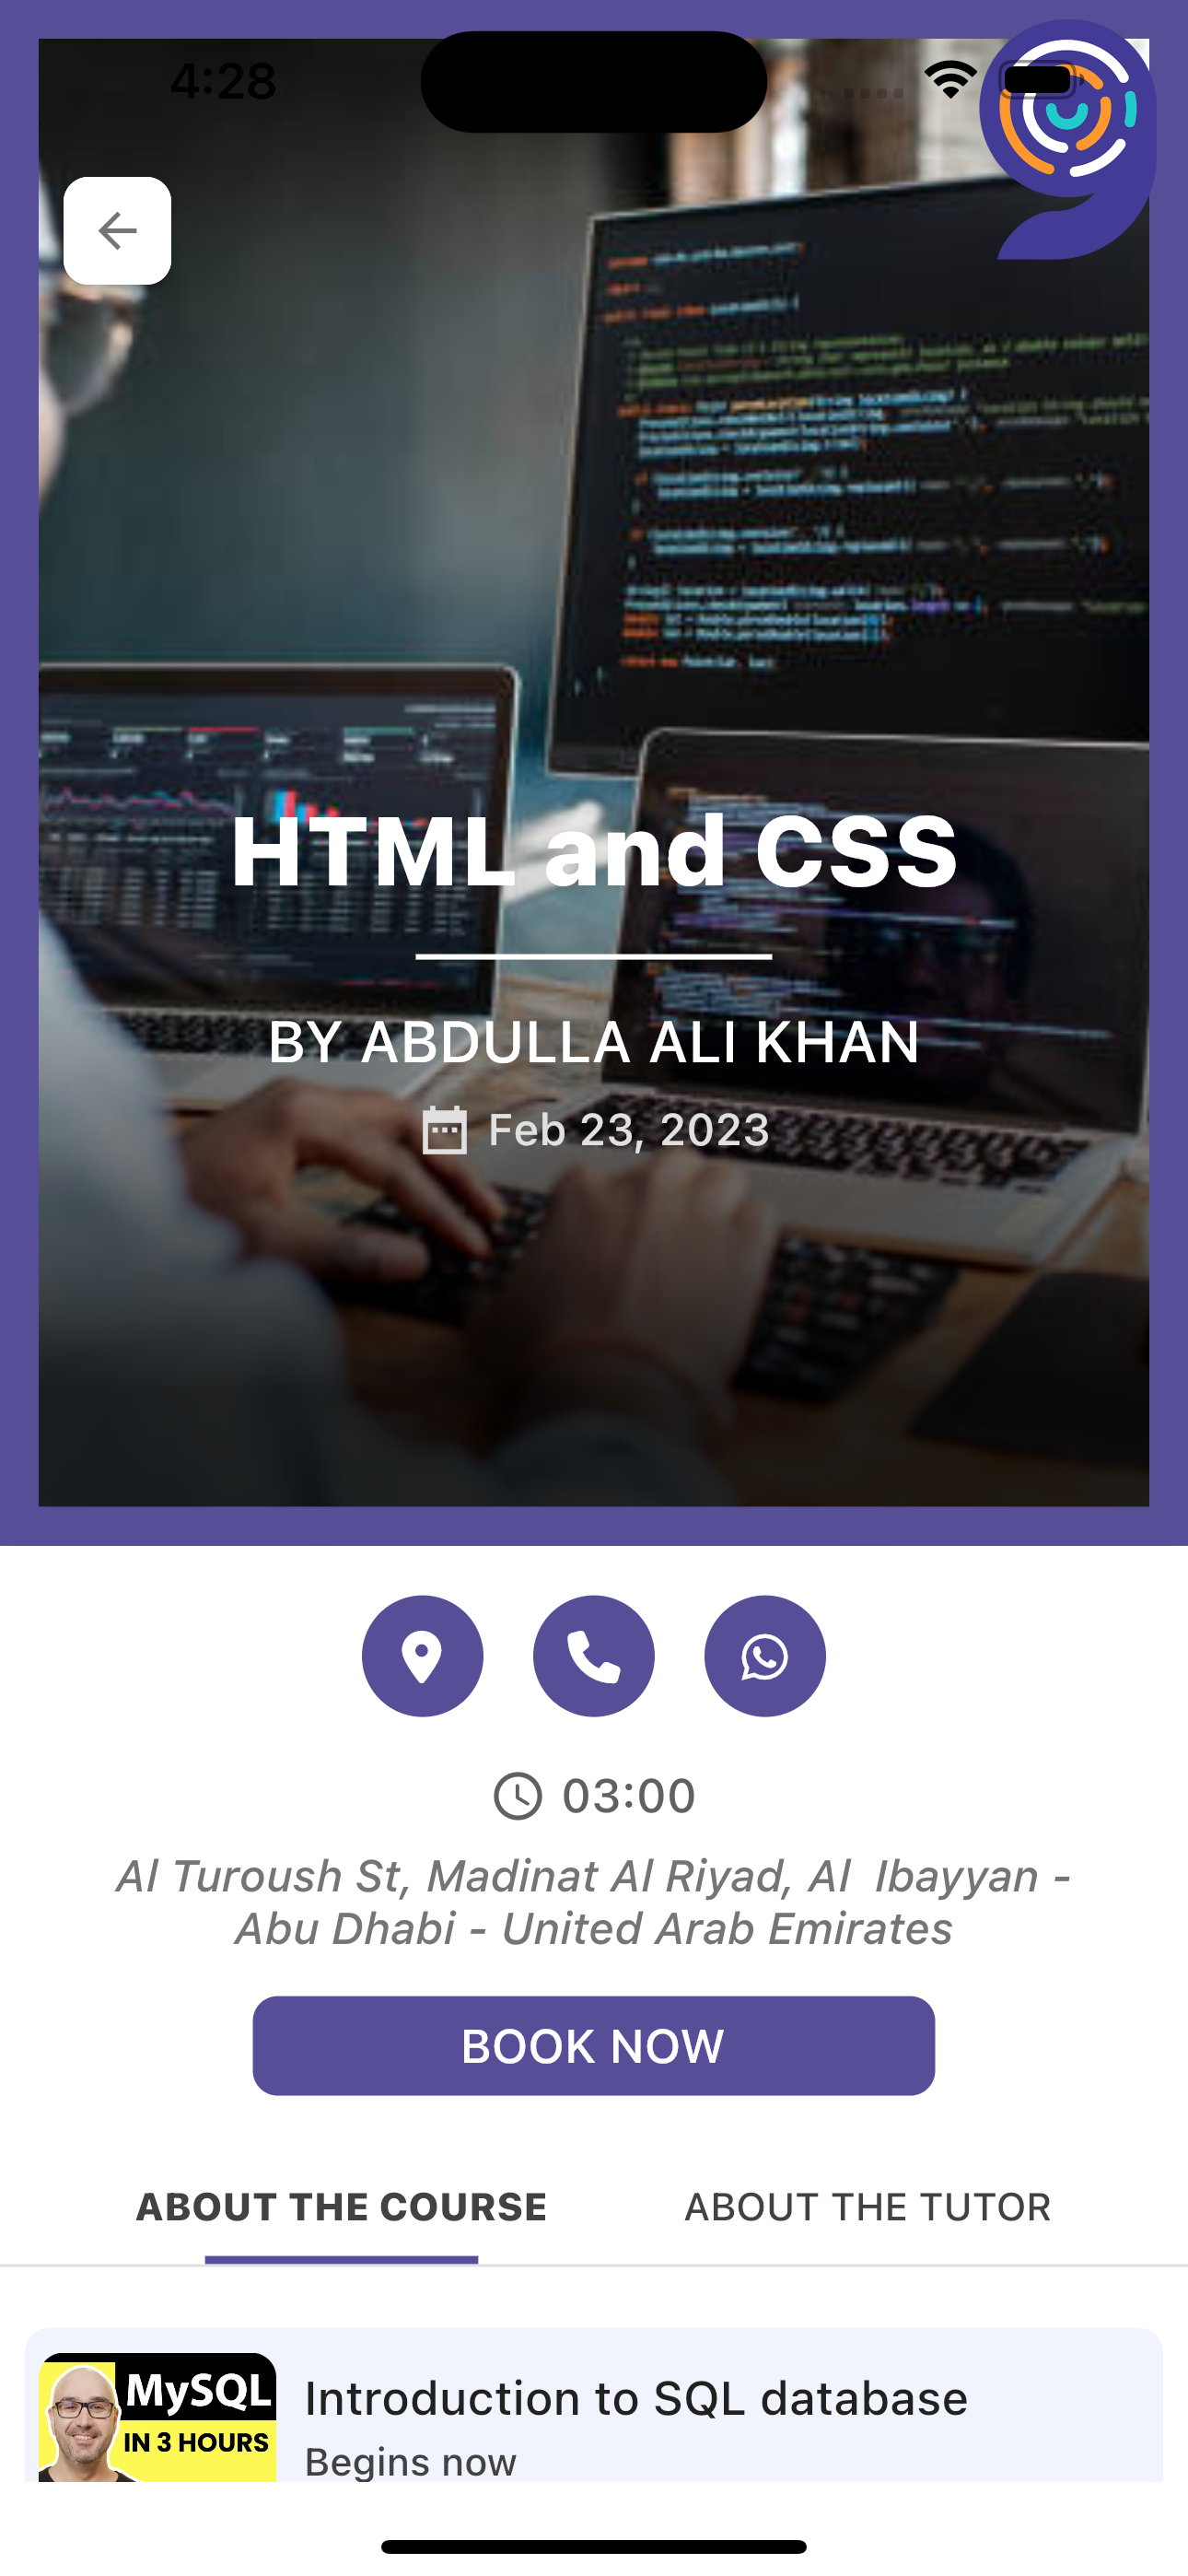 4:28
HTML and CSS
BY ABDULLA ALI KHAN
Feb 23, 2023
03:00
Al Turoush St, Madinat Al Riyad, Al  Ibayyan -
Abu Dhabi - United Arab Emirates
BOOK NOW
ABOUT THE COURSE
ABOUT THE TUTOR
MySQL
IN 3 HOURS
Introduction to SQL database
Begins now